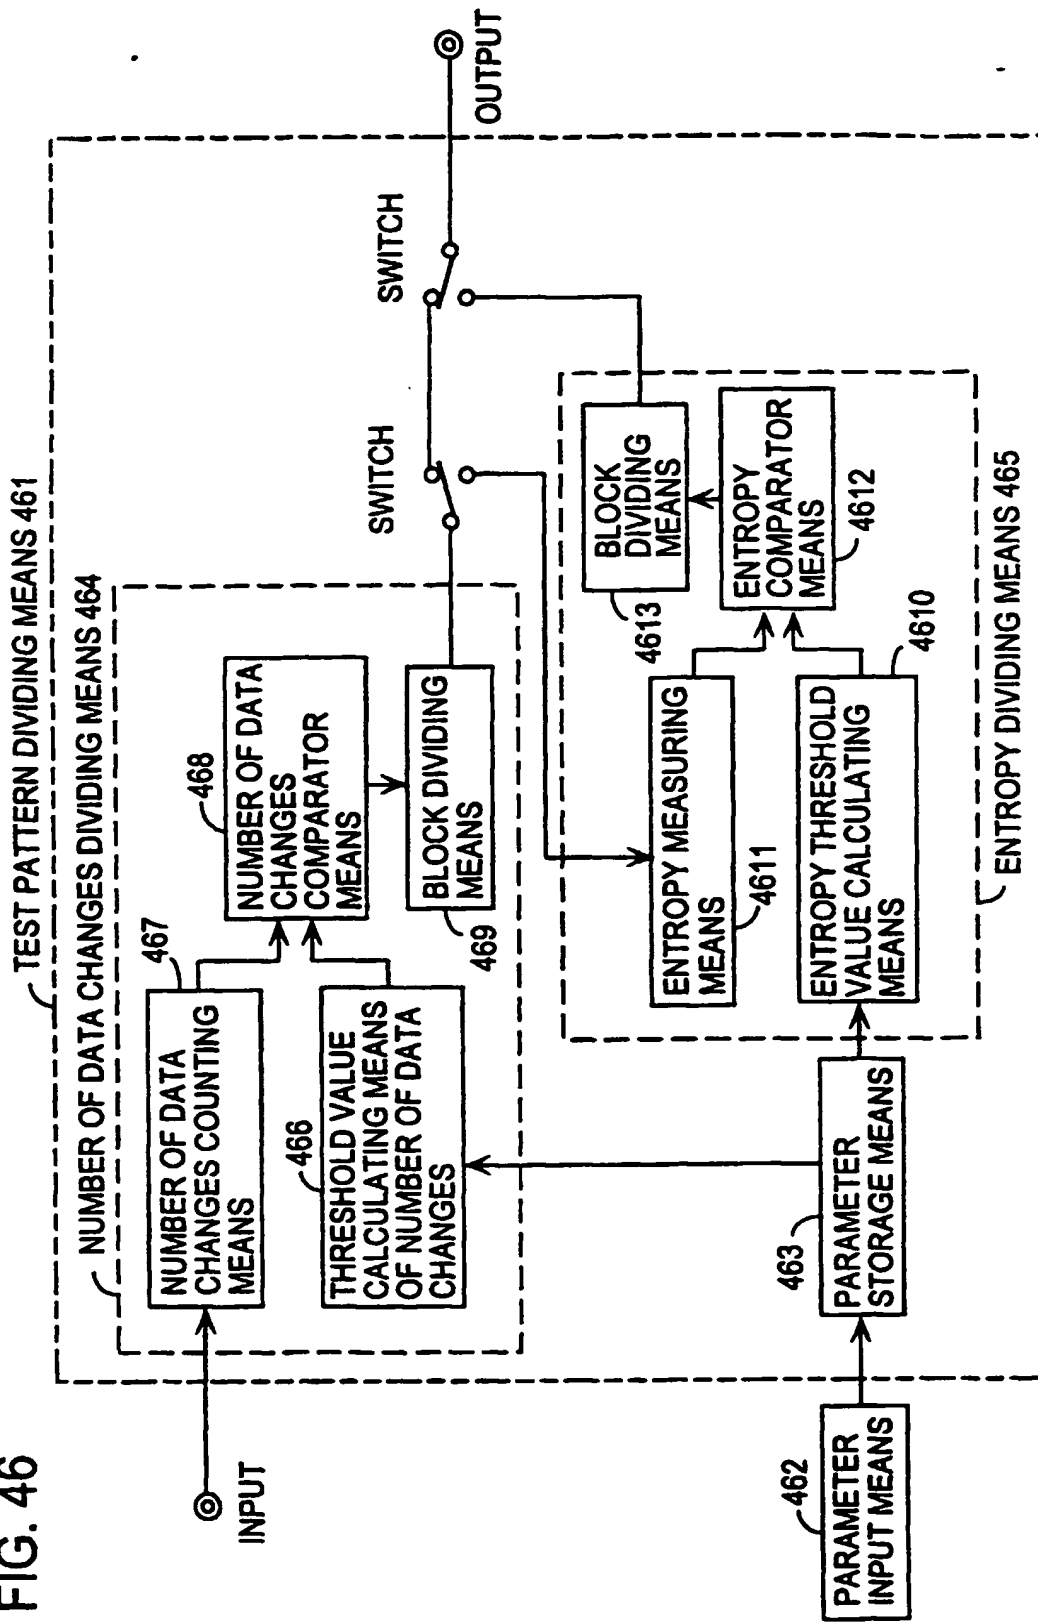 FIG. 46
TEST PATTERN DIVIDING MEANS 461
NUMBER OF DATA CHANGES DIVIDING MEANS 464
INPUT
467
NUMBER OF DATA
CHANGES COUNTING
MEANS
466
THRESHOLD VALUE
CALCULATING MEANS
OF NUMBER OF DATA
CHANGES
468
NUMBER OF DATA
CHANGES
COMPARATOR
MEANS
469
BLOCK DIVIDING
MEANS
SWITCH
SWITCH
OUTPUT
462
PARAMETER
INPUT MEANS
463
PARAMETER
STORAGE MEANS
4611
ENTROPY MEASURING
MEANS
4610
ENTROPY THRESHOLD
VALUE CALCULATING
MEANS
4613
BLOCK
DIVIDING
MEANS
4612
ENTROPY
COMPARATOR
MEANS
ENTROPY DIVIDING MEANS 465